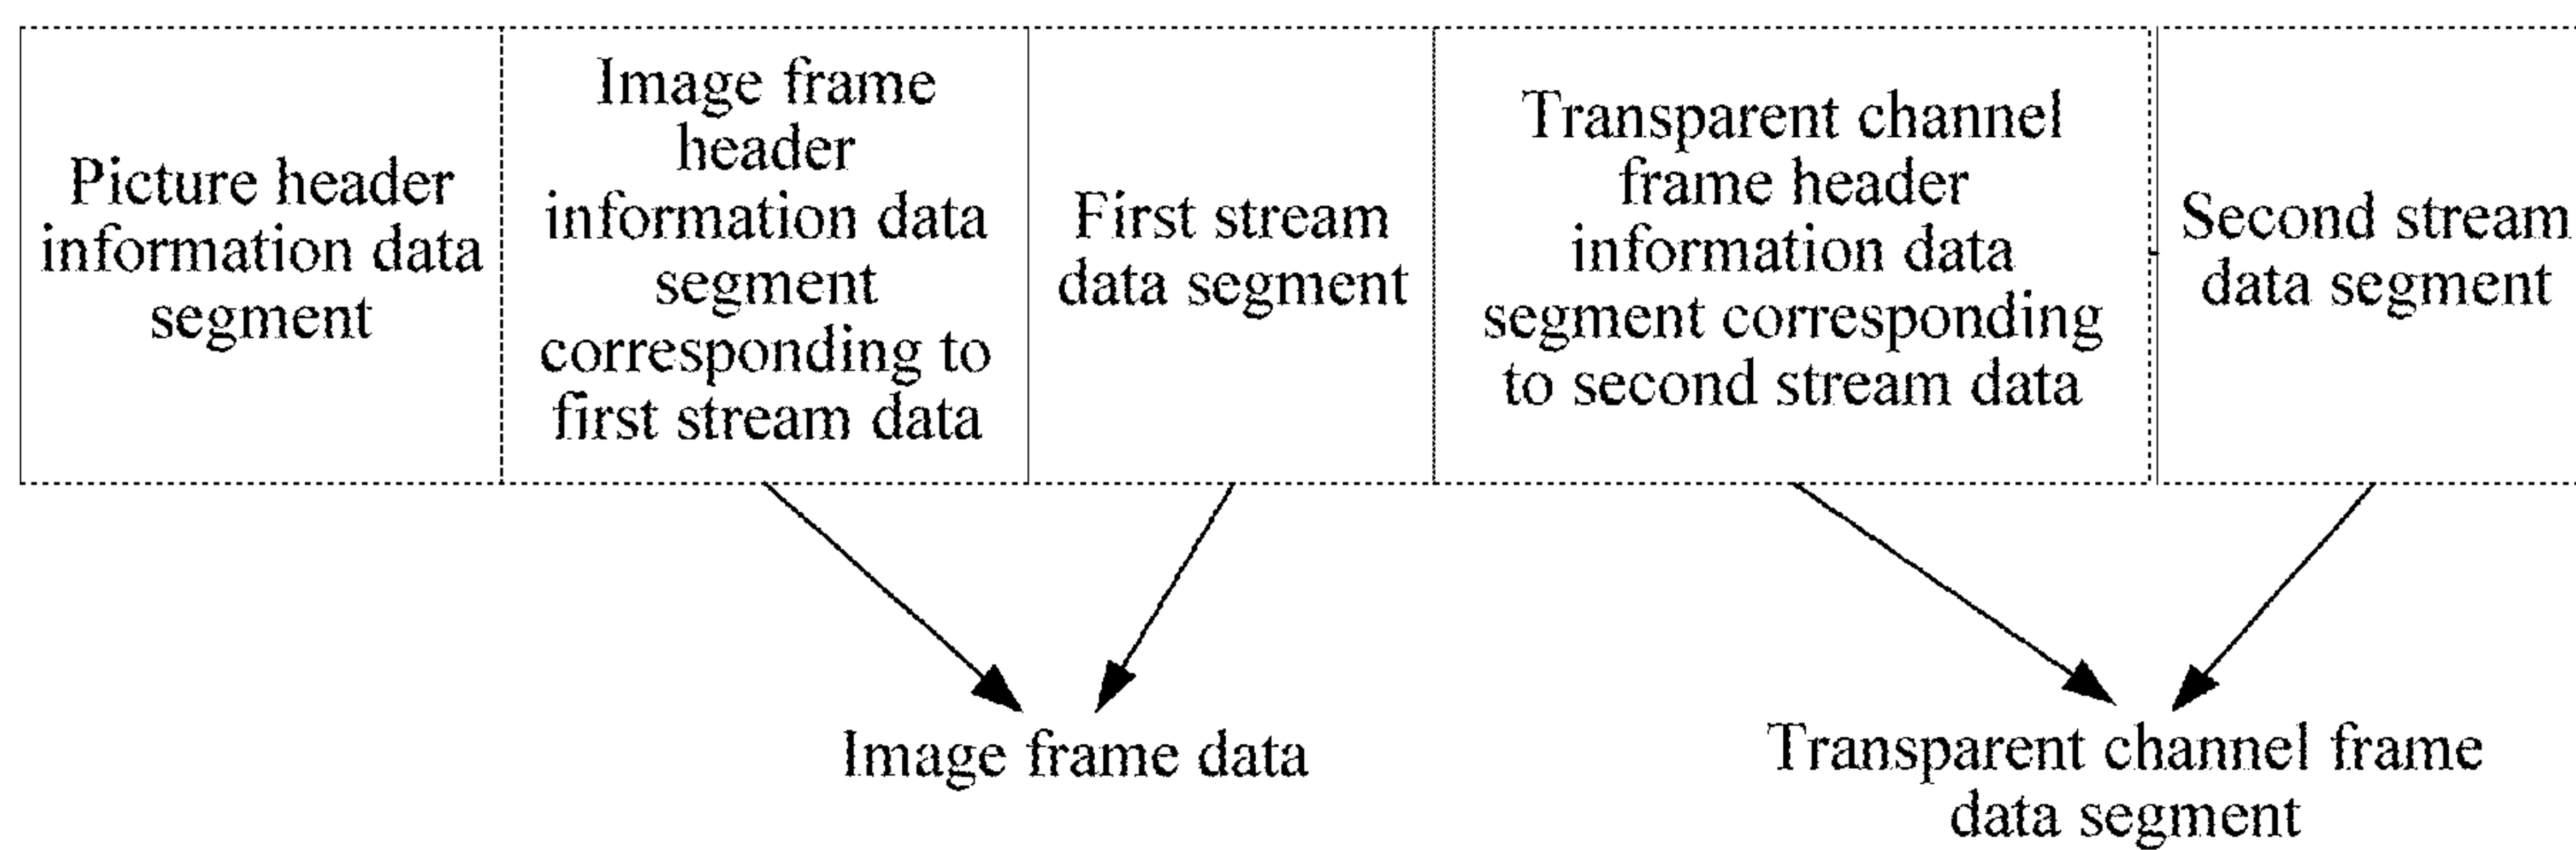 Picture header
information data
segment
Image frame
header
information data
segment
corresponding to
first stream data
First stream
data segment
Transparent channel
frame header
information data
segment corresponding
to second stream data
Second stream
data segment
Image frame data
Transparent channel frame
data segment